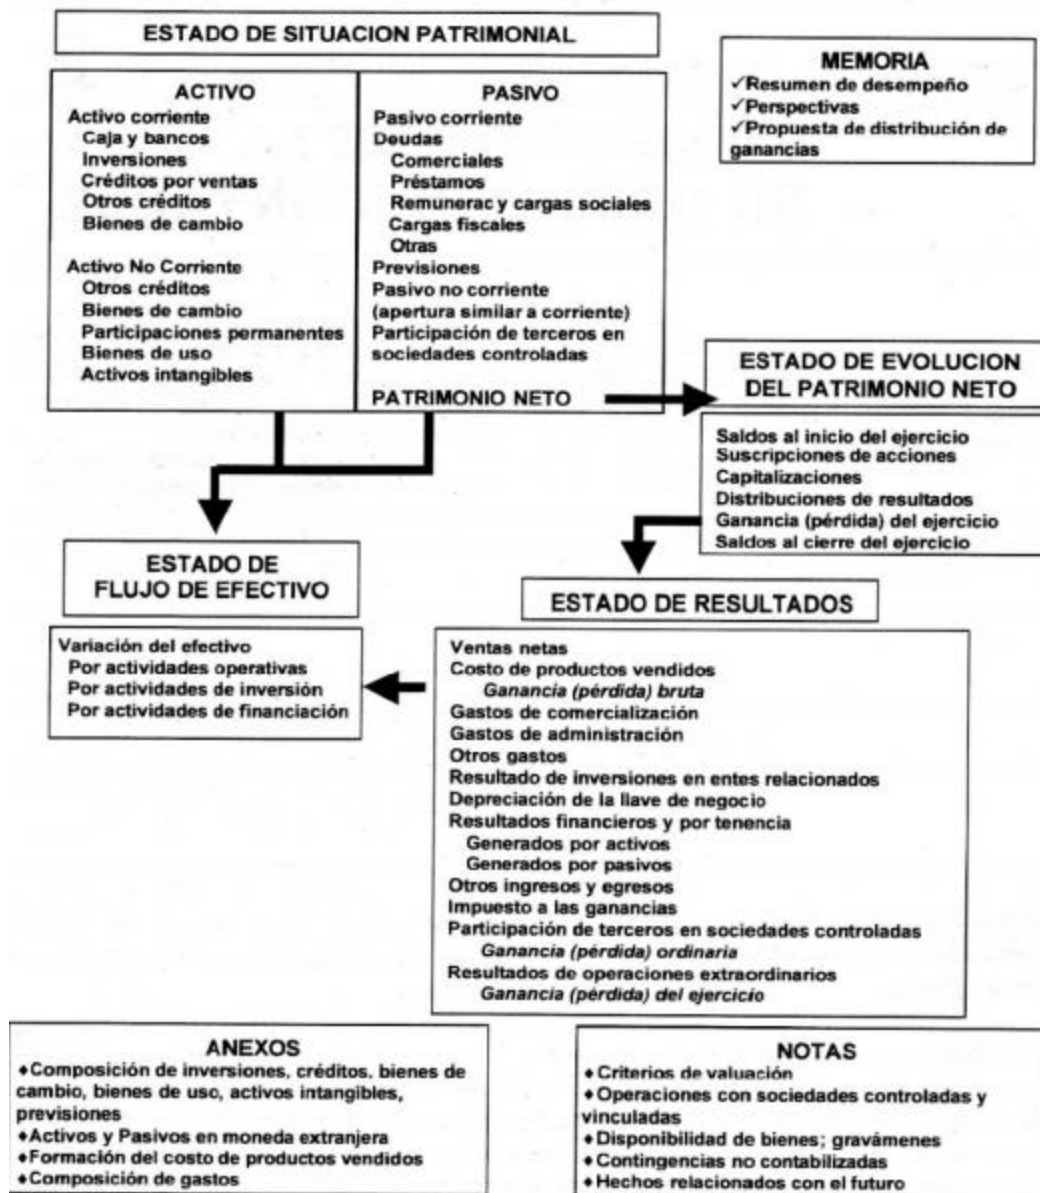 ESTADO DE SITUACION PATRIMONIAL
ACTIVO
Activo corriente
Caja y bancos
Inversiones
Créditos por ventas
Otros créditos
Bienes de cambio
Activo No Corriente
Otros créditos
Bienes de cambio
Participaciones permanentes
Bienes de uso
Activos intangibles
PASIVO
Pasivo corriente
Deudas
Comerciales
Préstamos
Remunerac y cargas sociales
Cargas fiscales
Otras
Previsiones
Pasivo no corriente
(apertura similar a corriente)
Participación de terceros en
sociedades controladas
PATRIMONIO NETO
MEMORIA
✓Resumen de desempeño
✓Perspectivas
✓Propuesta de distribución de
ganancias
ESTADO DE EVOLUCION
DEL PATRIMONIO NETO
Saldos al inicio del ejercicio
Suscripciones de acciones
Capitalizaciones
Distribuciones de resultados
Ganancia (pérdida) del ejercicio
Saldos al cierre del ejercicio
ESTADO DE
FLUJO DE EFECTIVO
Variación del efectivo
Por actividades operativas
Por actividades de inversión
Por actividades de financiación
ESTADO DE RESULTADOS
Ventas netas
Costo de productos vendidos
Ganancia (pérdida) bruta
Gastos de comercialización
Gastos de administración
Otros gastos
Resultado de inversiones en entes relacionados
Depreciación de la llave de negocio
Resultados financieros y por tenencia
Generados por activos
Generados por pasivos
Otros ingresos y egresos
Impuesto a las ganancias
Participación de terceros en sociedades controladas
Ganancia (pérdida) ordinaria
Resultados de operaciones extraordinarios
Ganancia (pérdida) del ejercicio
ANEXOS
♦Composición de inversiones, créditos, bienes de
cambio, bienes de uso, activos intangibles,
previsiones
♦Activos y Pasivos en moneda extranjera
♦Formación del costo de productos vendidos
♦Composición de gastos
NOTAS
♦Criterios de valuación
♦Operaciones con sociedades controladas y
vinculadas
♦Disponibilidad de bienes; gravámenes
♦Contingencias no contabilizadas
♦Hechos relacionados con el futuro